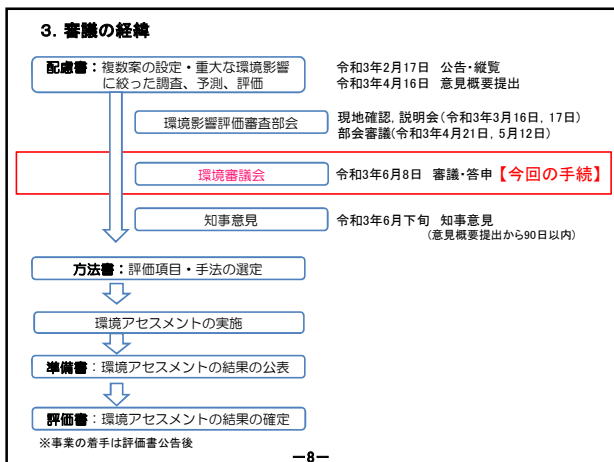 3．審議の経緯
配慮書：複数案の設定・重大な環境影響
に絞った調査、予測、評価
令和3年2月17日 公告・縦覧
令和3年4月16日 意見概要提出
環境影響評価審査部会
現地確認，説明会（令和3年3月16日，17日）
部会審議（令和3年4月21日，5月12日）
環境審議会
令和3年6月8日 審議・答申【今回の手続】
知事意見
令和3年6月下旬 知事意見
（意見概要提出から90日以内）
方法書：評価項目・手法の選定
環境アセスメントの実施
準備書：環境アセスメントの結果の公表
評価書：環境アセスメントの結果の確定
※事業の着手は評価書公告後
－8－